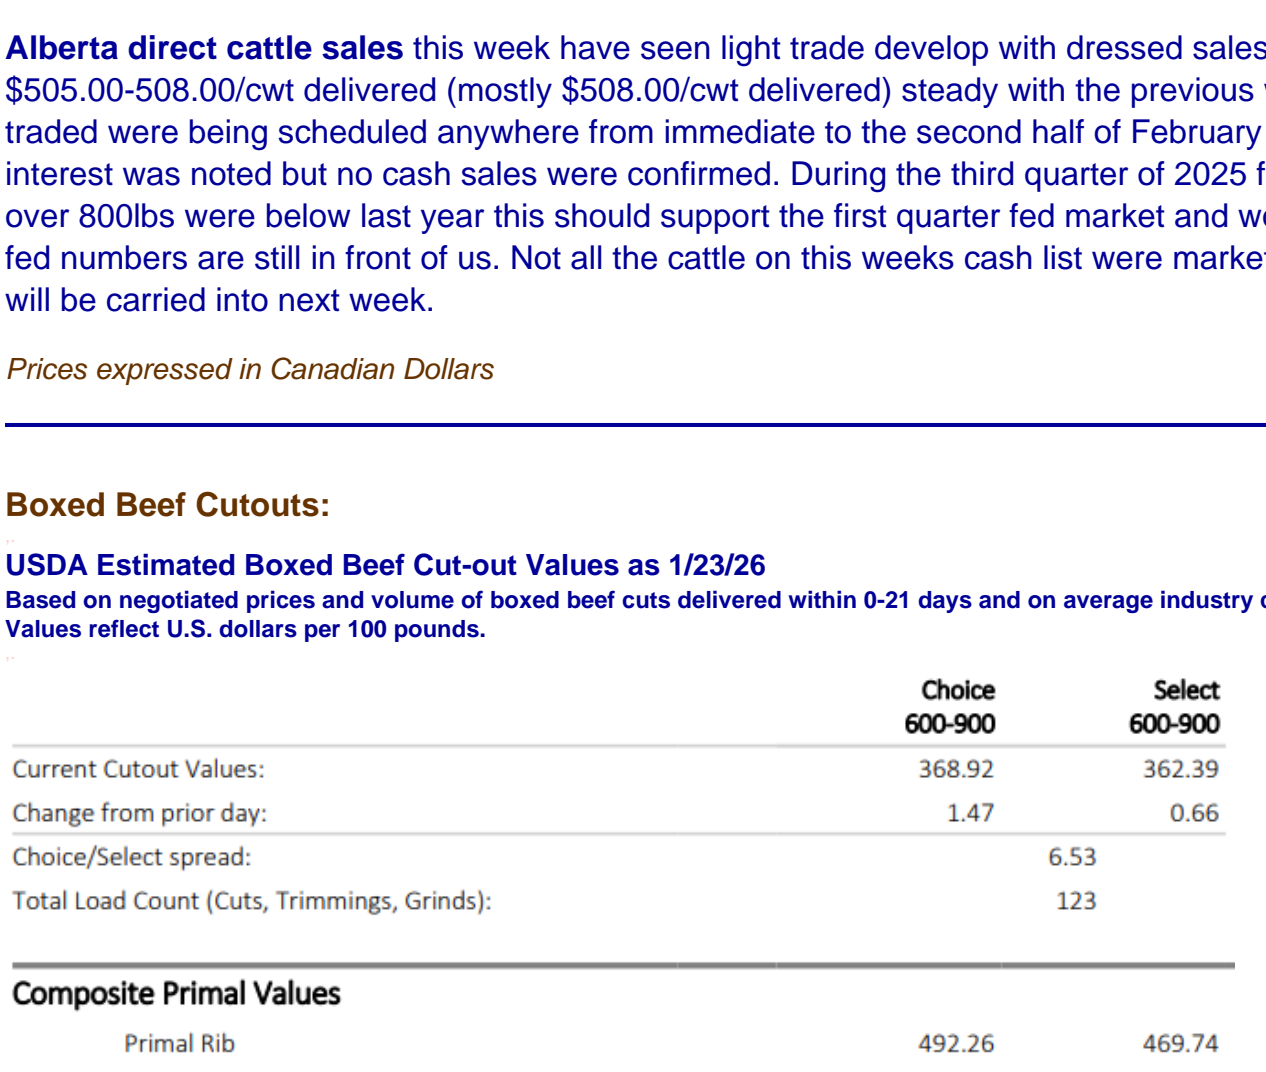 Alberta direct cattle sales this week have seen light trade develop with dressed sales
$505.00-508.00/cwt delivered (mostly $508.00/cwt delivered) steady with the previous
traded were being scheduled anywhere from immediate to the second half of February
interest was noted but no cash sales were confirmed. During the third quarter of 2025
over 800lbs were below last year this should support the first quarter fed market and
fed numbers are still in front of us. Not all the cattle on this weeks cash list were
will be carried into next week.
Prices expressed in Canadian Dollars
Boxed Beef Cutouts:
USDA Estimated Boxed Beef Cut-out Values as 1/23/26
Based on negotiated prices and volume of boxed beef cuts delivered within 0-21 days and on average industry
Values reflect U.S. dollars per 100 pounds.
Choice Select
600-900 600-900
Current Cutout Values: 368.92 362.39
Change from prior day: 1.47 0.66
Choice/Select spread: 6.53
Total Load Count (Cuts, Trimmings, Grinds): 123
Composite Primal Values
Primal Rib 492.26 469.74